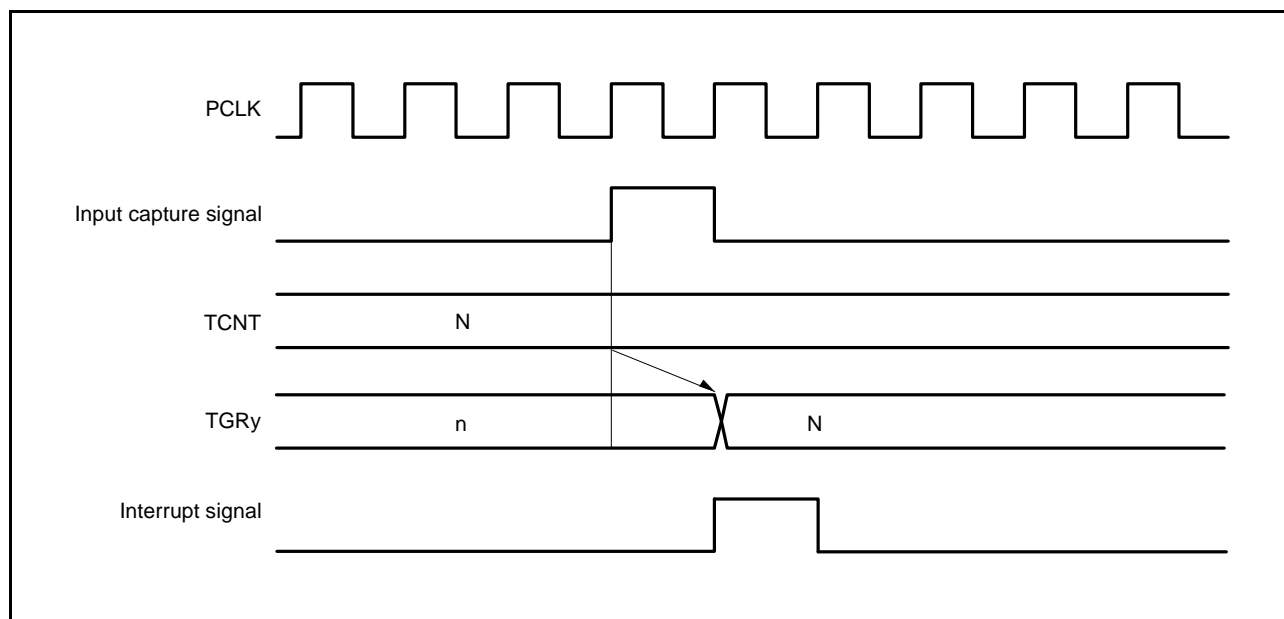 PCLK
Input capture signal
TCNT
N
TGRy
n
N
Interrupt signal